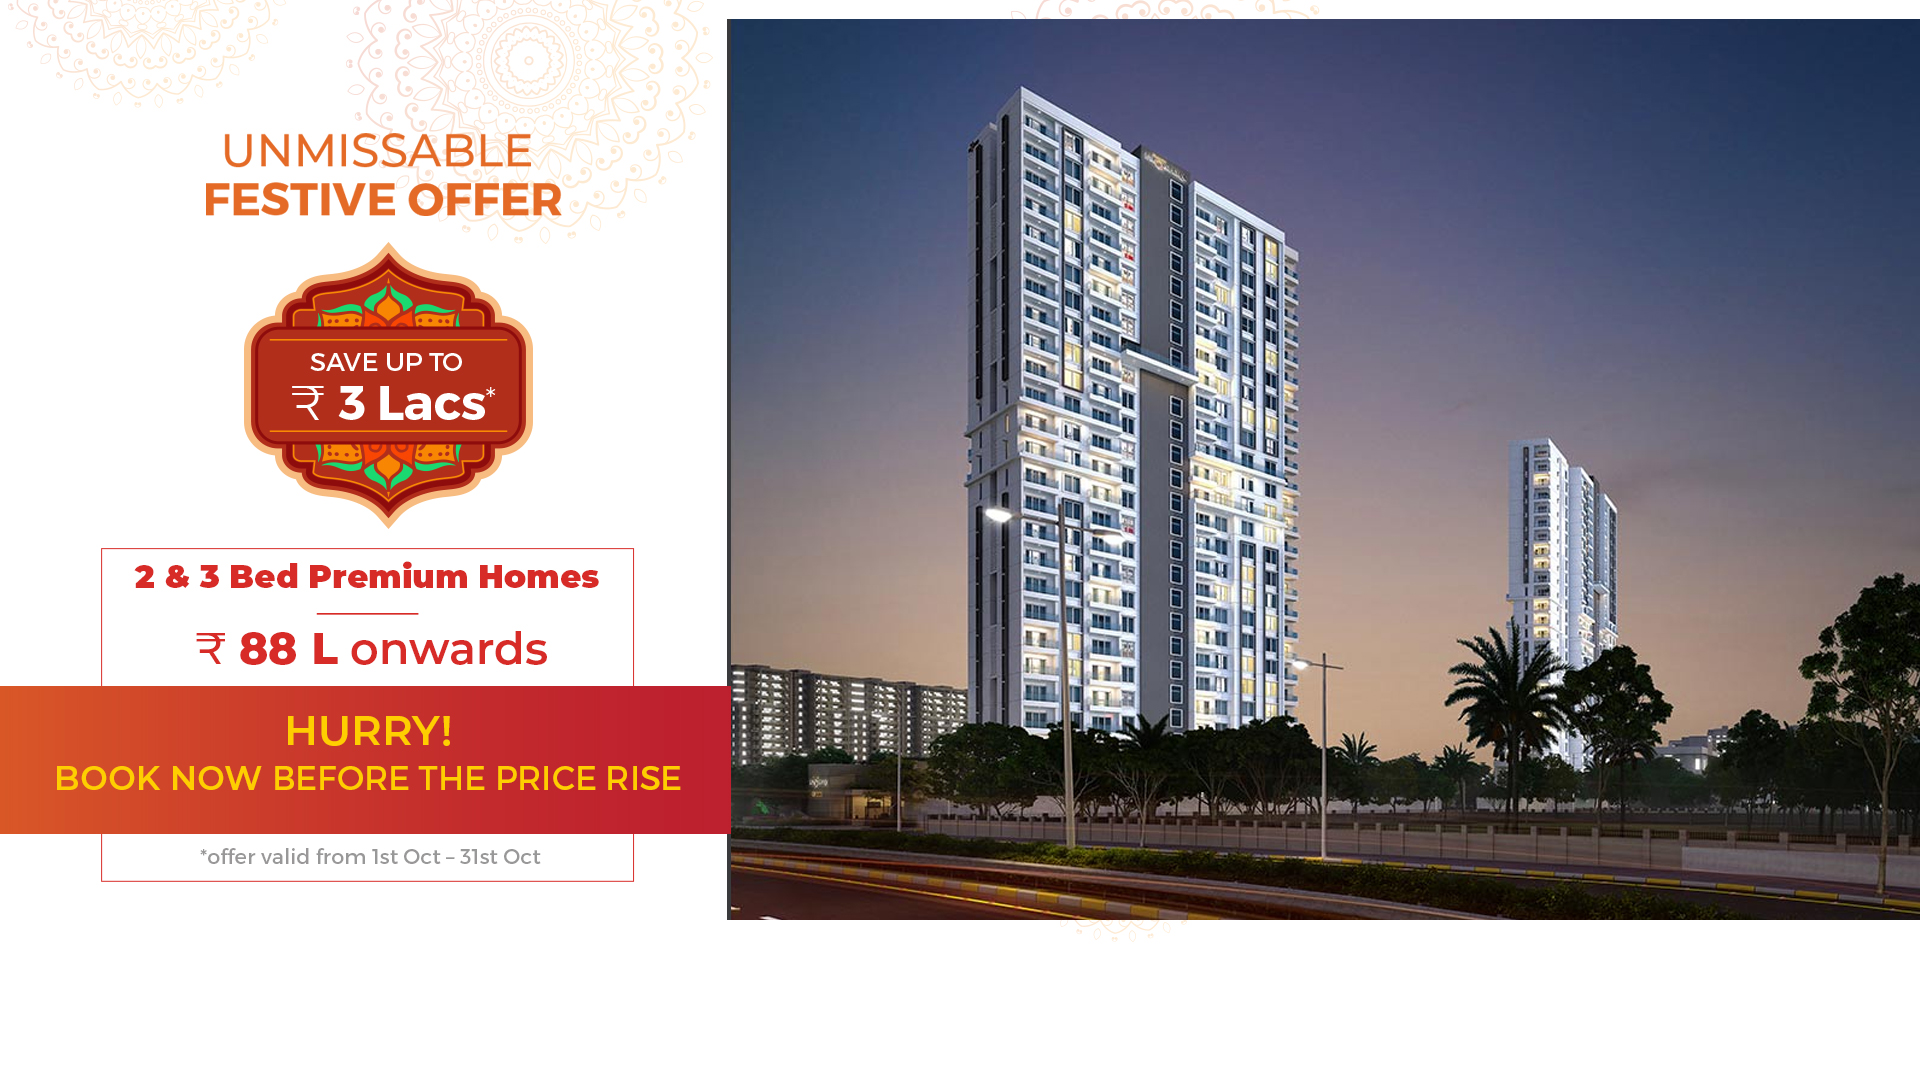 UNMISSABLE
FESTIVE OFFER
SAVE UP TO
₹ 3 Lacs*
2 & 3 Bed Premium Homes
₹ 88 L onwards
HURRY!
BOOK NOW BEFORE THE PRICE RISE
*offer valid from 1st Oct – 31st Oct